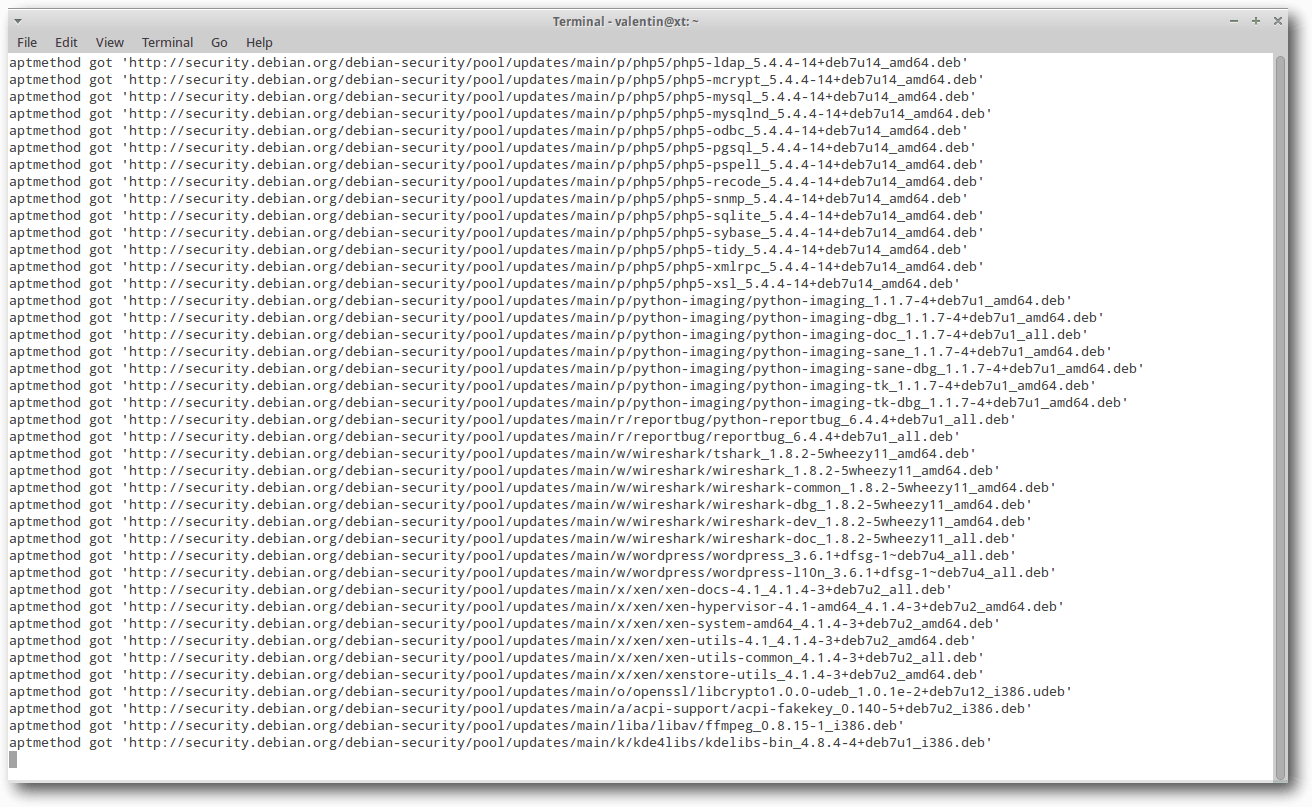 Terminal - valentin@xt: ~
File Edit View Terminal Go Help
aptmethod got 'http://security.debian.org/debian-security/pool/updates/main/p/php5/php5-ldap_5.4.4-14+deb7u14_amd64.deb'
aptmethod got 'http://security.debian.org/debian-security/pool/updates/main/p/php5/php5-mcrypt_5.4.4-14+deb7u14_amd64.deb'
aptmethod got 'http://security.debian.org/debian-security/pool/updates/main/p/php5/php5-mysql_5.4.4-14+deb7u14_amd64.deb'
aptmethod got 'http://security.debian.org/debian-security/pool/updates/main/p/php5/php5-mysqlnd_5.4.4-14+deb7u14_amd64.deb'
aptmethod got 'http://security.debian.org/debian-security/pool/updates/main/p/php5/php5-odbc_5.4.4-14+deb7u14_amd64.deb'
aptmethod got 'http://security.debian.org/debian-security/pool/updates/main/p/php5/php5-pgsql_5.4.4-14+deb7u14_amd64.deb'
aptmethod got 'http://security.debian.org/debian-security/pool/updates/main/p/php5/php5-pspell_5.4.4-14+deb7u14_amd64.deb'
aptmethod got 'http://security.debian.org/debian-security/pool/updates/main/p/php5/php5-recode_5.4.4-14+deb7u14_amd64.deb'
aptmethod got 'http://security.debian.org/debian-security/pool/updates/main/p/php5/php5-snmp_5.4.4-14+deb7u14_amd64.deb'
aptmethod got 'http://security.debian.org/debian-security/pool/updates/main/p/php5/php5-sqlite_5.4.4-14+deb7u14_amd64.deb'
aptmethod got 'http://security.debian.org/debian-security/pool/updates/main/p/php5/php5-sybase_5.4.4-14+deb7u14_amd64.deb'
aptmethod got 'http://security.debian.org/debian-security/pool/updates/main/p/php5/php5-tidy_5.4.4-14+deb7u14_amd64.deb'
aptmethod got 'http://security.debian.org/debian-security/pool/updates/main/p/php5/php5-xmlrpc_5.4.4-14+deb7u14_amd64.deb'
aptmethod got 'http://security.debian.org/debian-security/pool/updates/main/p/php5/php5-xsl_5.4.4-14+deb7u14_amd64.deb'
aptmethod got 'http://security.debian.org/debian-security/pool/updates/main/p/python-imaging/python-imaging_1.1.7-4+deb7u1_amd64.deb'
aptmethod got 'http://security.debian.org/debian-security/pool/updates/main/p/python-imaging/python-imaging-dbg_1.1.7-4+deb7u1_amd64.deb'
aptmethod got 'http://security.debian.org/debian-security/pool/updates/main/p/python-imaging/python-imaging-doc_1.1.7-4+deb7u1_all.deb'
aptmethod got 'http://security.debian.org/debian-security/pool/updates/main/p/python-imaging/python-imaging-sane_1.1.7-4+deb7u1_amd64.deb'
aptmethod got 'http://security.debian.org/debian-security/pool/updates/main/p/python-imaging/python-imaging-sane-dbg_1.1.7-4+deb7u1_amd64.deb'
aptmethod got 'http://security.debian.org/debian-security/pool/updates/main/p/python-imaging/python-imaging-tk_1.1.7-4+deb7u1_amd64.deb'
aptmethod got 'http://security.debian.org/debian-security/pool/updates/main/p/python-imaging/python-imaging-tk-dbg_1.1.7-4+deb7u1_amd64.deb'
aptmethod got 'http://security.debian.org/debian-security/pool/updates/main/r/reportbug/python-reportbug_6.4.4+deb7u1_all.deb'
aptmethod got 'http://security.debian.org/debian-security/pool/updates/main/r/reportbug/reportbug_6.4.4+deb7u1_all.deb'
aptmethod got 'http://security.debian.org/debian-security/pool/updates/main/w/wireshark/tshark_1.8.2-5wheezy11_amd64.deb'
aptmethod got 'http://security.debian.org/debian-security/pool/updates/main/w/wireshark/wireshark_1.8.2-5wheezy11_amd64.deb'
aptmethod got 'http://security.debian.org/debian-security/pool/updates/main/w/wireshark/wireshark-common_1.8.2-5wheezy11_amd64.deb'
aptmethod got 'http://security.debian.org/debian-security/pool/updates/main/w/wireshark/wireshark-dbg_1.8.2-5wheezy11_amd64.deb'
aptmethod got 'http://security.debian.org/debian-security/pool/updates/main/w/wireshark/wireshark-dev_1.8.2-5wheezy11_amd64.deb'
aptmethod got 'http://security.debian.org/debian-security/pool/updates/main/w/wireshark/wireshark-doc_1.8.2-5wheezy11_all.deb'
aptmethod got 'http://security.debian.org/debian-security/pool/updates/main/w/wordpress/wordpress_3.6.1+dfsg-1~deb7u4_all.deb'
aptmethod got 'http://security.debian.org/debian-security/pool/updates/main/w/wordpress/wordpress-l10n_3.6.1+dfsg-1~deb7u4_all.deb'
aptmethod got 'http://security.debian.org/debian-security/pool/updates/main/x/xen/xen-docs-4.1_4.1.4-3+deb7u2_all.deb'
aptmethod got 'http://security.debian.org/debian-security/pool/updates/main/x/xen/xen-hypervisor-4.1-amd64_4.1.4-3+deb7u2_amd64.deb'
aptmethod got 'http://security.debian.org/debian-security/pool/updates/main/x/xen/xen-system-amd64_4.1.4-3+deb7u2_amd64.deb'
aptmethod got 'http://security.debian.org/debian-security/pool/updates/main/x/xen/xen-utils-4.1_4.1.4-3+deb7u2_amd64.deb'
aptmethod got 'http://security.debian.org/debian-security/pool/updates/main/x/xen/xen-utils-common_4.1.4-3+deb7u2_all.deb'
aptmethod got 'http://security.debian.org/debian-security/pool/updates/main/x/xen/xenstore-utils_4.1.4-3+deb7u2_amd64.deb'
aptmethod got 'http://security.debian.org/debian-security/pool/updates/main/o/openssl/libcrypto1.0.0-udeb_1.0.1e-2+deb7u12_i386.udeb'
aptmethod got 'http://security.debian.org/debian-security/pool/updates/main/a/acpi-support/acpi-fakekey_0.140-5+deb7u2_i386.deb'
aptmethod got 'http://security.debian.org/debian-security/pool/updates/main/liba/libav/ffmpeg_0.8.15-1_i386.deb'
aptmethod got 'http://security.debian.org/debian-security/pool/updates/main/k/kde4libs/kdelibs-bin_4.8.4-4+deb7u1_i386.deb'